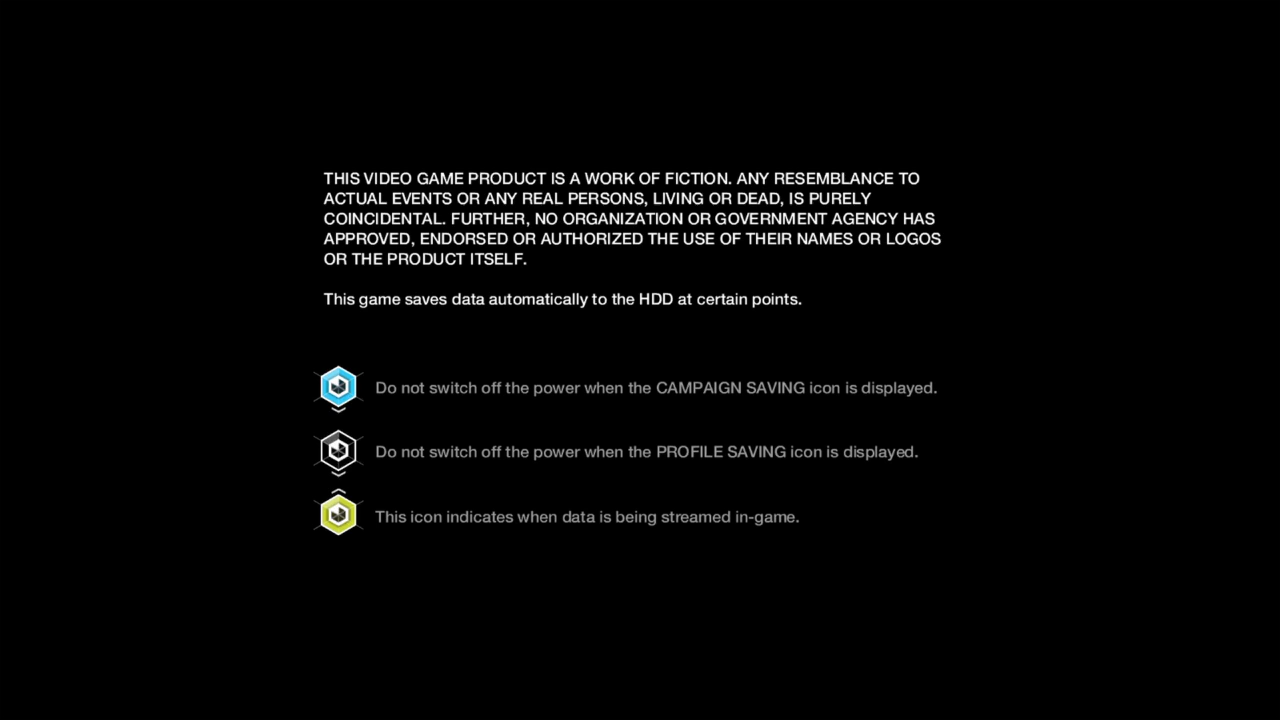 THIS VIDEO GAME PRODUCT IS A WORK OF FICTION. ANY RESEMBLANCE TO
ACTUAL EVENTS OR ANY REAL PERSONS, LIVING OR DEAD, IS PURELY
COINCIDENTAL. FURTHER, NO ORGANIZATION OR GOVERNMENT AGENCY HAS
APPROVED, ENDORSED OR AUTHORIZED THE USE OF THEIR NAMES OR LOGOS
OR THE PRODUCT ITSELF.
This game saves data automatically to the HDD at certain points.
Do not switch off the power when the CAMPAIGN SAVING icon is displayed.
Do not switch off the power when the PROFILE SAVING icon is displayed.
This icon indicates when data is being streamed in-game.